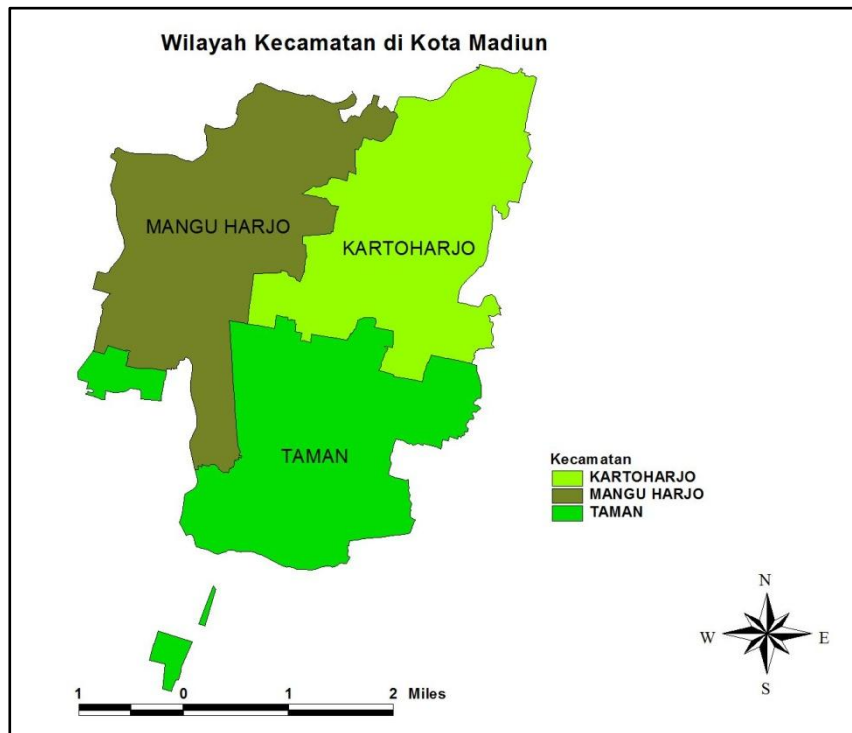 Wilayah Kecamatan di Kota Madiun
MANGU HARJO
KARTOHARJO
TAMAN
Kecamatan
KARTOHARJO
MANGU HARJO
TAMAN
N
W E
S
1 0 1 2 Miles